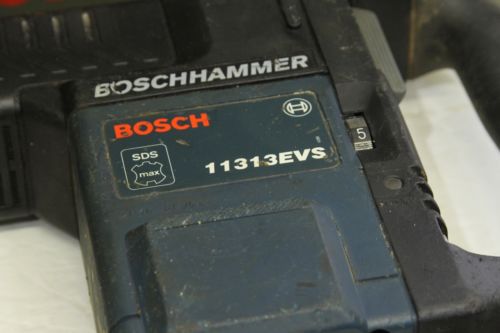 BOSCHHAMMER
BOSCH
SDS
max
11313EVS
5